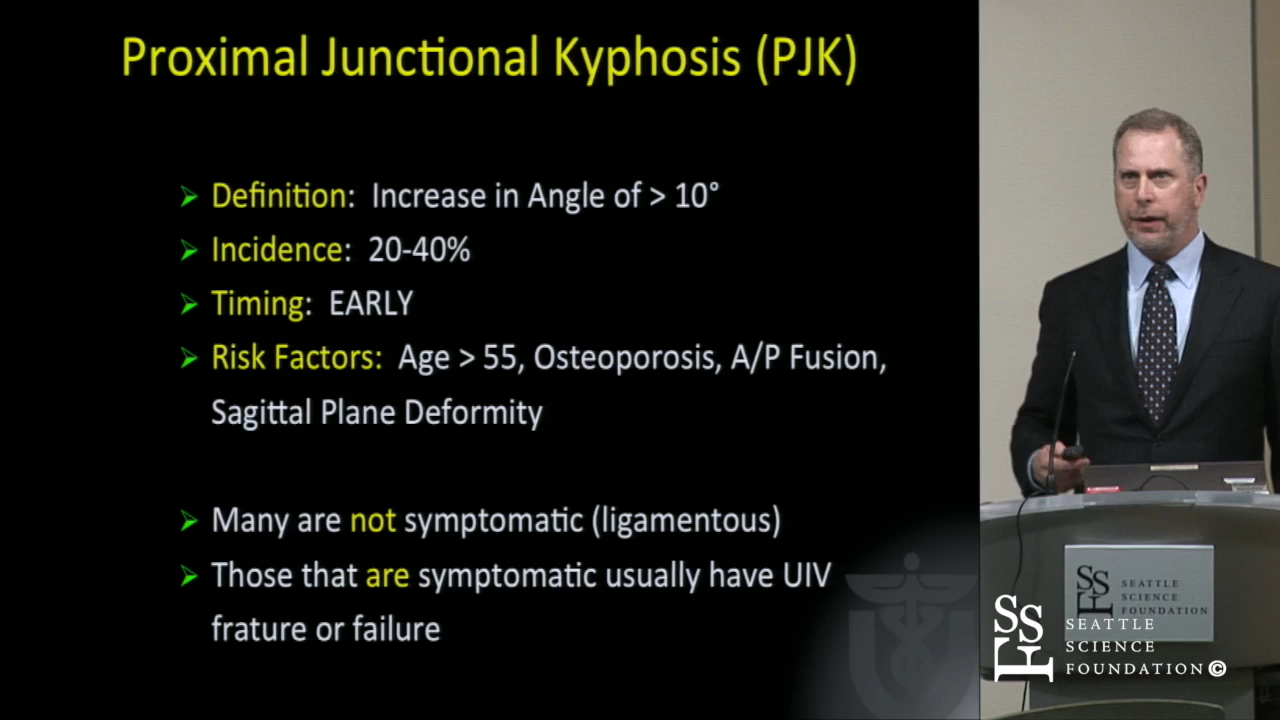 Proximal Junctional Kyphosis (PJK)
Definition: Increase in Angle of > 10°
Incidence: 20-40%
Timing: EARLY
Risk Factors: Age > 55, Osteoporosis, A/P Fusion,
Sagittal Plane Deformity
Many are not symptomatic (ligamentous)
Those that are symptomatic usually have UIV
frature or failure
SSF
SEATTLE
SCIENCE
FOUNDATION
SSF
SEATTLE
SCIENCE
FOUNDATION©